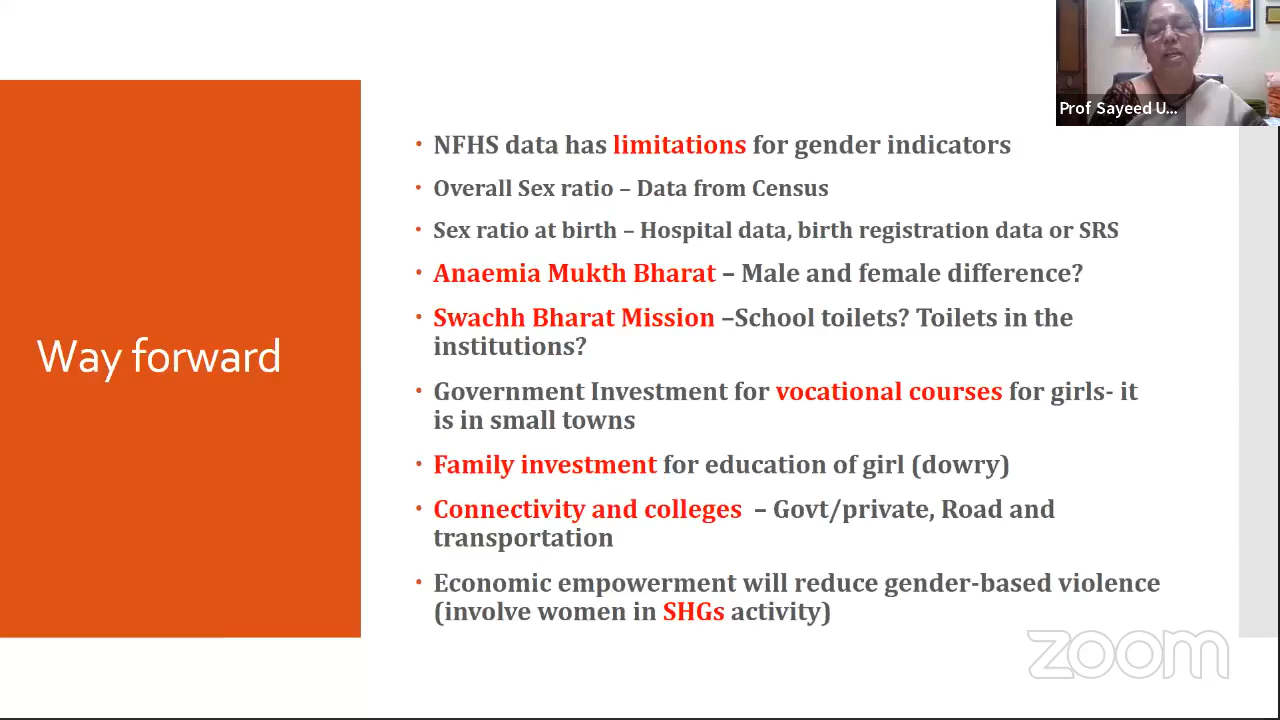 Prof Sayeed U...
Way forward
• NFHS data has limitations for gender indicators
• Overall Sex ratio – Data from Census
• Sex ratio at birth – Hospital data, birth registration data or SRS
• Anaemia Mukth Bharat – Male and female difference?
• Swachh Bharat Mission –School toilets? Toilets in the
institutions?
• Government Investment for vocational courses for girls- it
is in small towns
• Family investment for education of girl (dowry)
• Connectivity and colleges – Govt/private, Road and
transportation
• Economic empowerment will reduce gender-based violence
(involve women in SHGs activity)
zoom